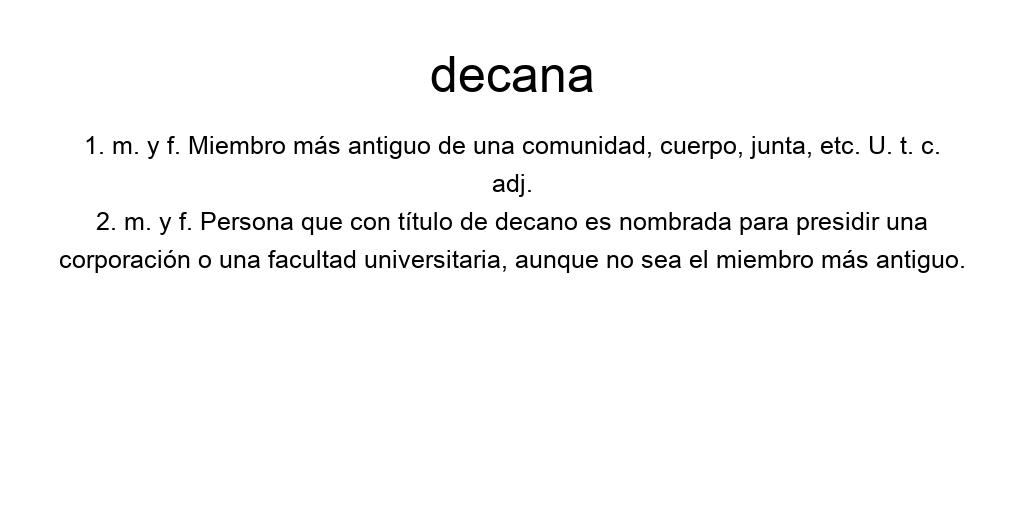 decana
1. m. y f. Miembro más antiguo de una comunidad, cuerpo, junta, etc. U. t. c.
adj.
2. m. y f. Persona que con título de decano es nombrada para presidir una
corporación o una facultad universitaria, aunque no sea el miembro más antiguo.